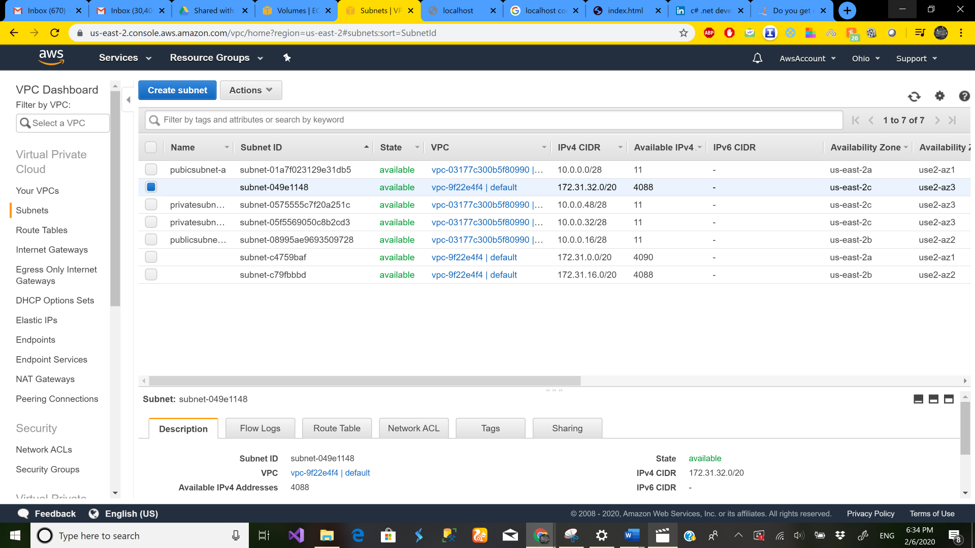 Inbox (670)
Inbox (30,40
Shared with
Volumes | EC
Subnets | VP
localhost
localhost co
index.html
c# .net deve
Do you get c
us-east-2.console.aws.amazon.com/vpc/home?region=us-east-2#subnets:sort=SubnetId
ABP
aws
Services
Resource Groups
AwsAccount
Ohio
Support
VPC Dashboard
Filter by VPC:
Select a VPC
Virtual Private
Cloud
Your VPCs
Subnets
Route Tables
Internet Gateways
Egress Only Internet
Gateways
DHCP Options Sets
Elastic IPs
Endpoints
Endpoint Services
NAT Gateways
Peering Connections
Security
Network ACLs
Security Groups
Virtual Private
Create subnet
Actions
Filter by tags and attributes or search by keyword
1 to 7 of 7
Name Subnet ID State VPC IPv4 CIDR Available IPv4 IPv6 CIDR Availability Zone Availability Z
pubicsubnet-a subnet-01a7f023129e31db5 available vpc-03177c300b5f80990 |... 10.0.0.0/28 11 - us-east-2a use2-az1
subnet-049e1148 available vpc-9f22e4f4 | default 172.31.32.0/20 4088 - us-east-2c use2-az3
privatesubn... subnet-0575555c7f20a251c available vpc-03177c300b5f80990 |... 10.0.0.48/28 11 - us-east-2c use2-az3
privatesubn... subnet-05f5569050c8b2cd3 available vpc-03177c300b5f80990 |... 10.0.0.32/28 11 - us-east-2c use2-az3
publicsubne... subnet-08995ae9693509728 available vpc-03177c300b5f80990 |... 10.0.0.16/28 11 - us-east-2b use2-az2
subnet-c4759baf available vpc-9f22e4f4 | default 172.31.0.0/20 4090 - us-east-2a use2-az1
subnet-c79fbbbd available vpc-9f22e4f4 | default 172.31.16.0/20 4088 - us-east-2b use2-az2
Subnet: subnet-049e1148
Description Flow Logs Route Table Network ACL Tags Sharing
Subnet ID subnet-049e1148 State available
VPC vpc-9f22e4f4 | default IPv4 CIDR 172.31.32.0/20
Available IPv4 Addresses 4088 IPv6 CIDR -
Feedback English (US) © 2008 - 2020, Amazon Web Services, Inc. or its affiliates. All rights reserved. Privacy Policy Terms of Use
Type here to search
ENG
6:34 PM
2/6/2020
8